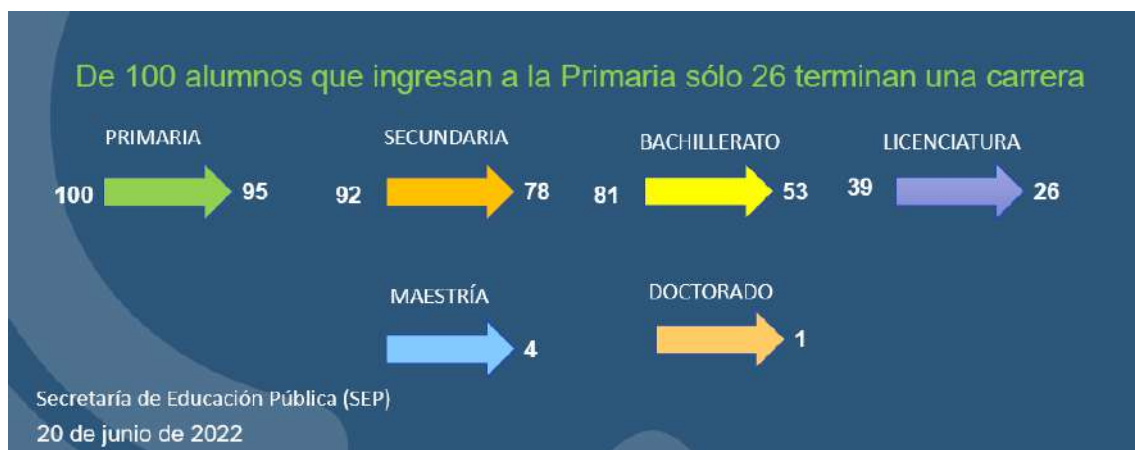 De 100 alumnos que ingresan a la Primaria sólo 26 terminan una carrera
PRIMARIA
100 95
SECUNDARIA
92 78
BACHILLERATO
81 53
LICENCIATURA
39 26
MAESTRÍA
4
DOCTORADO
1
Secretaría de Educación Pública (SEP)
20 de junio de 2022